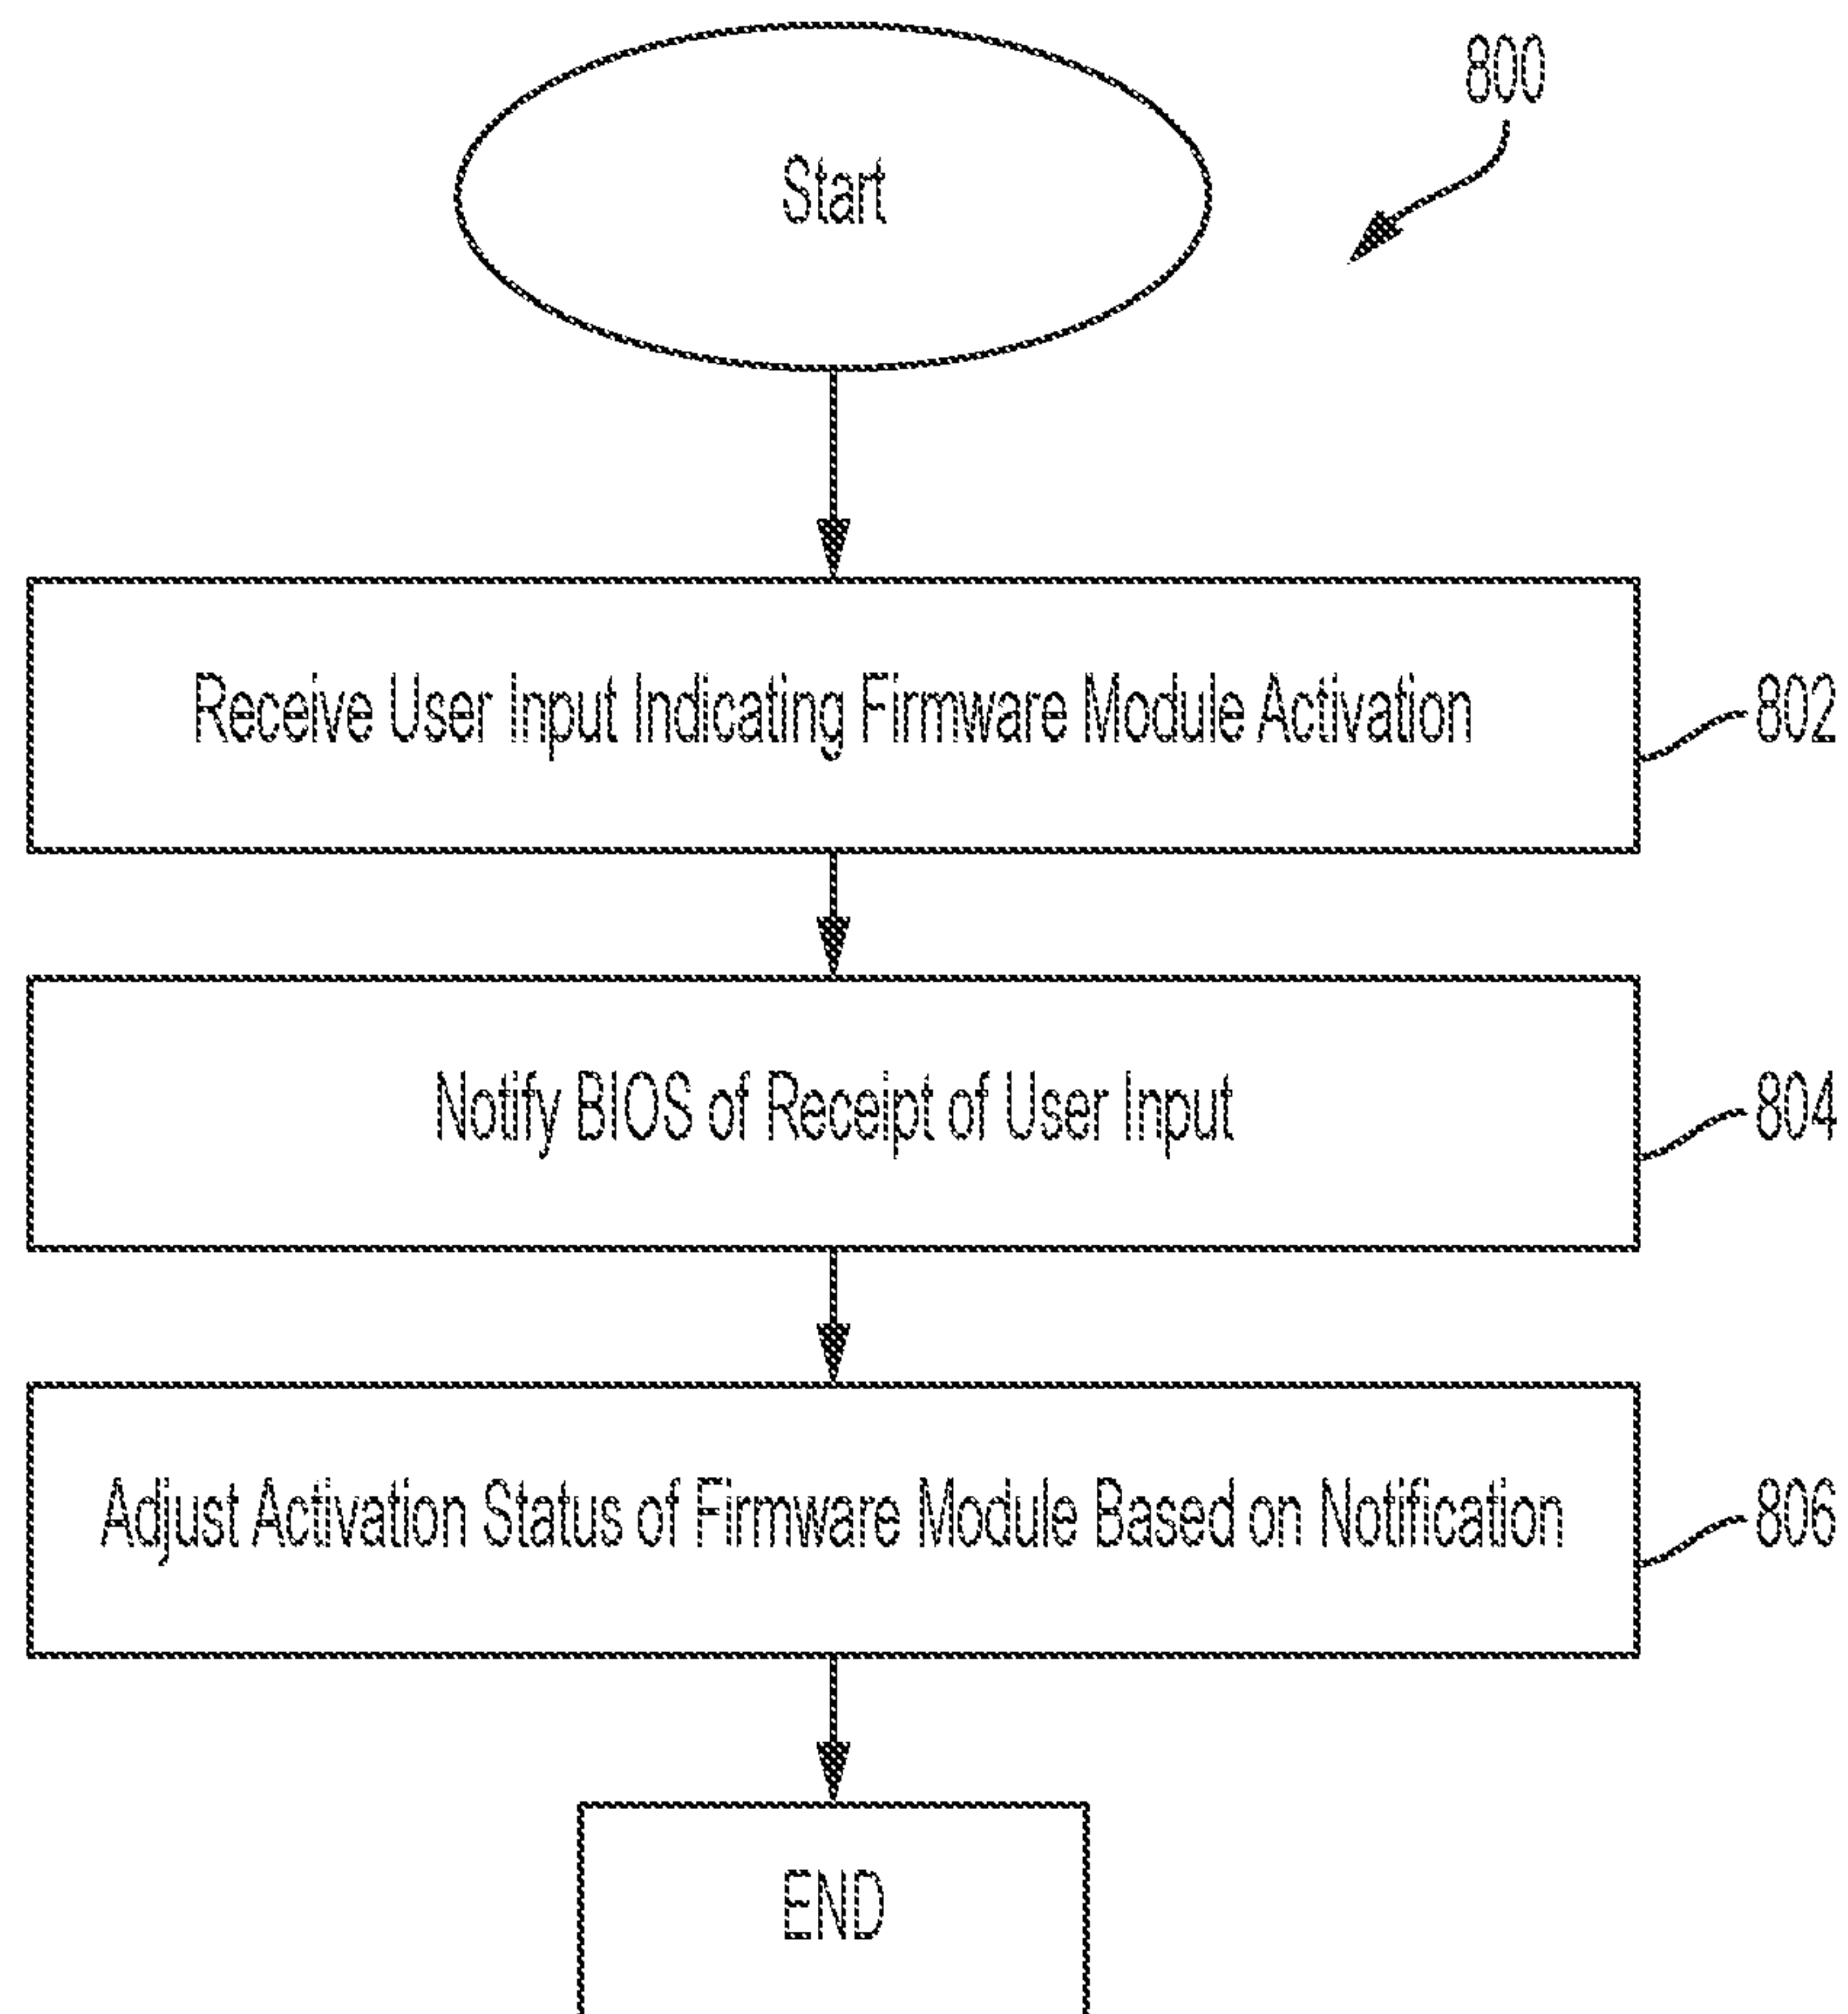 800
Start
Receive User Input Indicating Firmware Module Activation
802
Notify BIOS of Receipt of User Input
804
Adjust Activation Status of Firmware Module Based on Notification
806
END